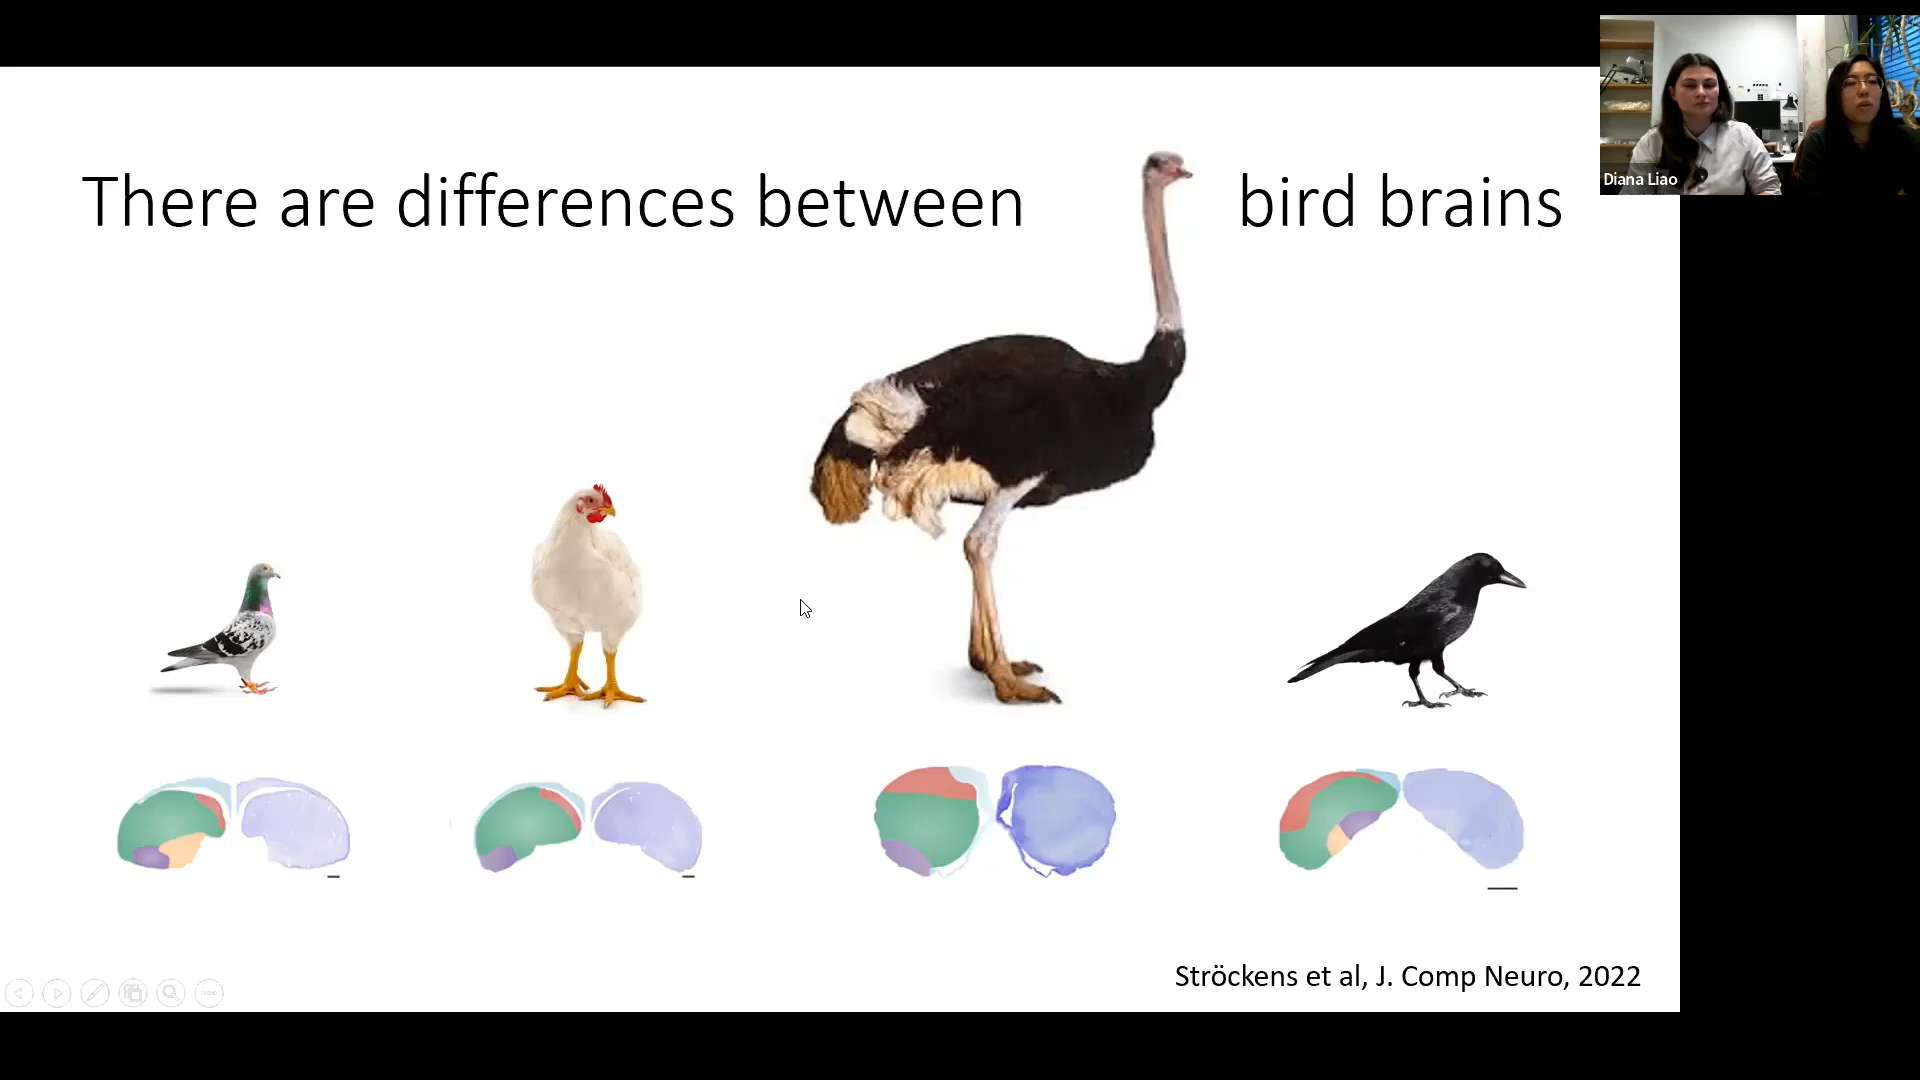 There are differences between bird brains
Diana Liao
Ströckens et al, J. Comp Neuro, 2022